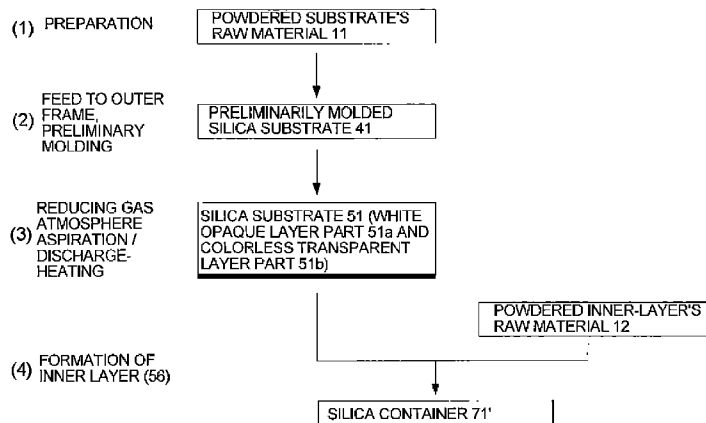 (1) PREPARATION
POWDERED SUBSTRATE'S
RAW MATERIAL 11
(2)
FEED TO OUTER
FRAME,
PRELIMINARY
MOLDING
PRELIMINARILY MOLDED
SILICA SUBSTRATE 41
(3)
REDUCING GAS
ATMOSPHERE
ASPIRATION /
DISCHARGE-
HEATING
SILICA SUBSTRATE 51 (WHITE
OPAQUE LAYER PART 51a AND
COLORLESS TRANSPARENT
LAYER PART 51b)
POWDERED INNER-LAYER'S
RAW MATERIAL 12
(4)
FORMATION OF
INNER LAYER (56)
SILICA CONTAINER 71'